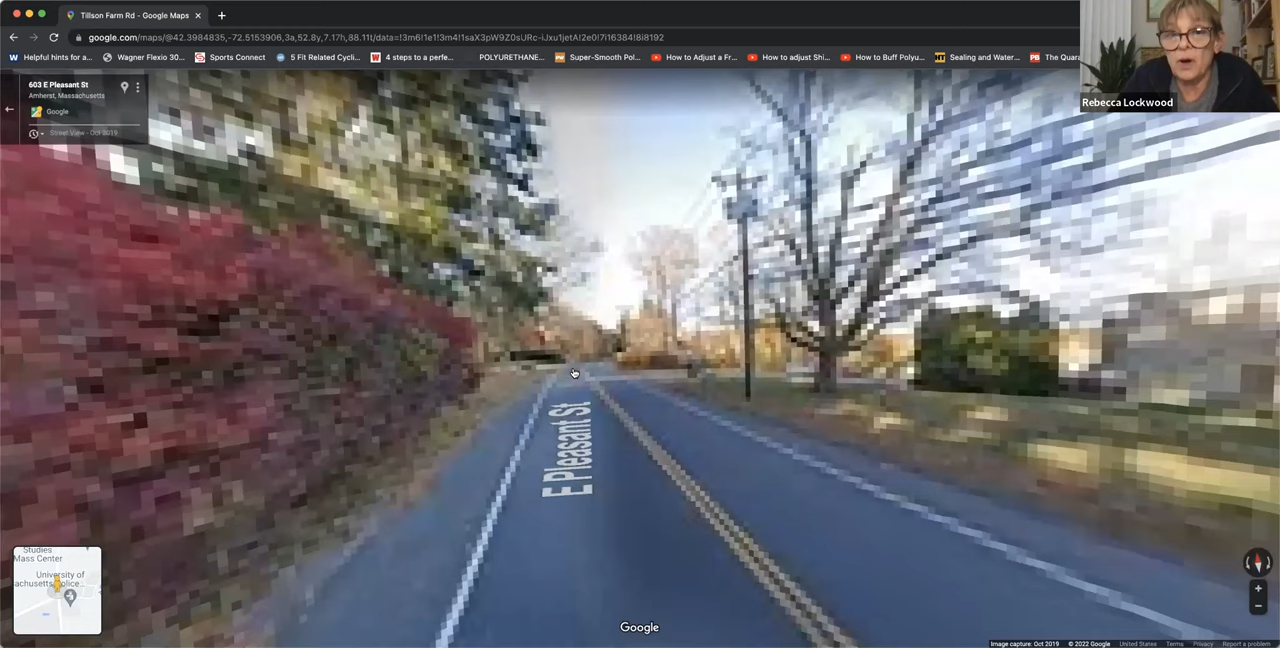 Tillson Farm Rd - Google Maps
google.com/maps/@42.3984835,-72.5153906,3a,52.8y,7.17h,88.11t/data=!3m6!1e1!3m4!1saX3pW9Z0sURc-iJxu1jetA!2e0!7i16384!8i8192
Helpful hints for a...
Wagner Flexio 30...
Sports Connect
5 Fit Related Cycli...
4 steps to a perfe...
POLYURETHANE...
Super-Smooth Pol...
How to Adjust a Fr...
How to adjust Shi...
How to Buff Polyu...
Sealing and Water...
PB The Quara
603 E Pleasant St
Amherst, Massachusetts
Google
Street View - Oct 2019
Rebecca Lockwood
E Pleasant St
Studies
Mass Center
University of
achusetts Police...
Google
Image capture: Oct 2019 © 2022 Google United States Terms Privacy Report a problem